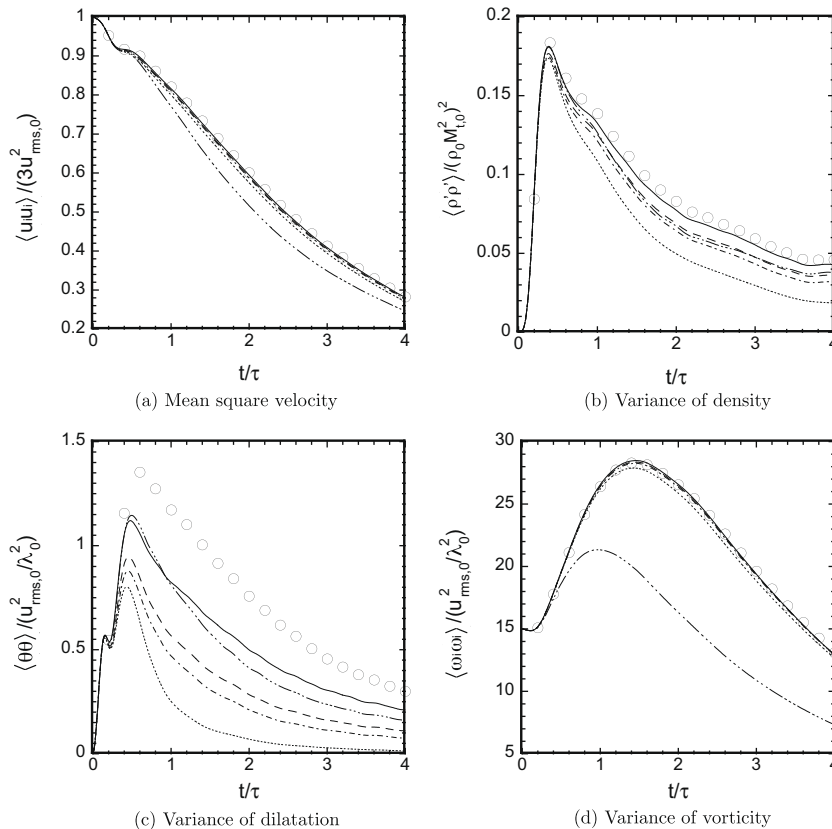 1
0.9
0.8
0.7
0.6
0.5
0.4
0.3
0.2
0 1 2 3 4
⟨uᵢuᵢ⟩/(3u²rms,0)
t/τ
(a) Mean square velocity
0.2
0.15
0.1
0.05
0
0 1 2 3 4
⟨ρ'ρ'⟩/(ρ₀M²t,0)²
t/τ
(b) Variance of density
1.5
1
0.5
0
0 1 2 3 4
⟨θθ⟩/(u²rms,0/λ²₀)
t/τ
(c) Variance of dilatation
30
25
20
15
10
5
0 1 2 3 4
⟨ωᵢωᵢ⟩/(u²rms,0/λ²₀)
t/τ
(d) Variance of vorticity